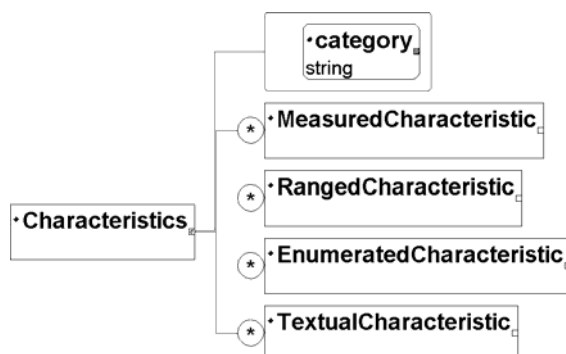 category
string
* MeasuredCharacteristic
* RangedCharacteristic
Characteristics
* EnumeratedCharacteristic
* TextualCharacteristic